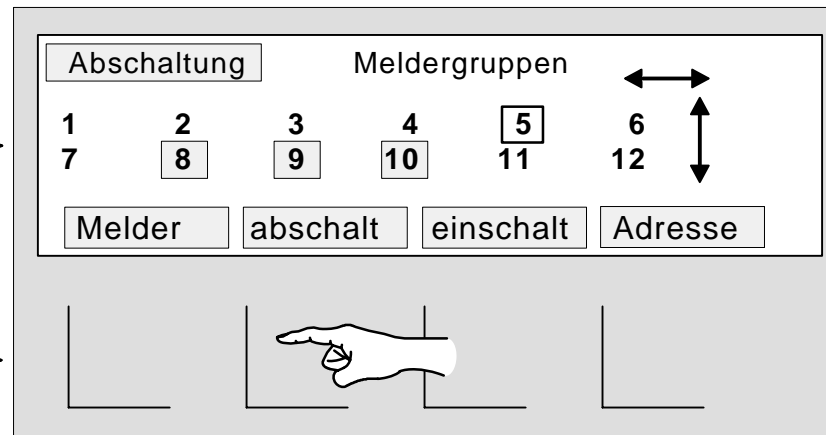 Abschaltung Meldergruppen
1 2 3 4 5 6
7 8 9 10 11 12
Melder abschalt einschalt Adresse